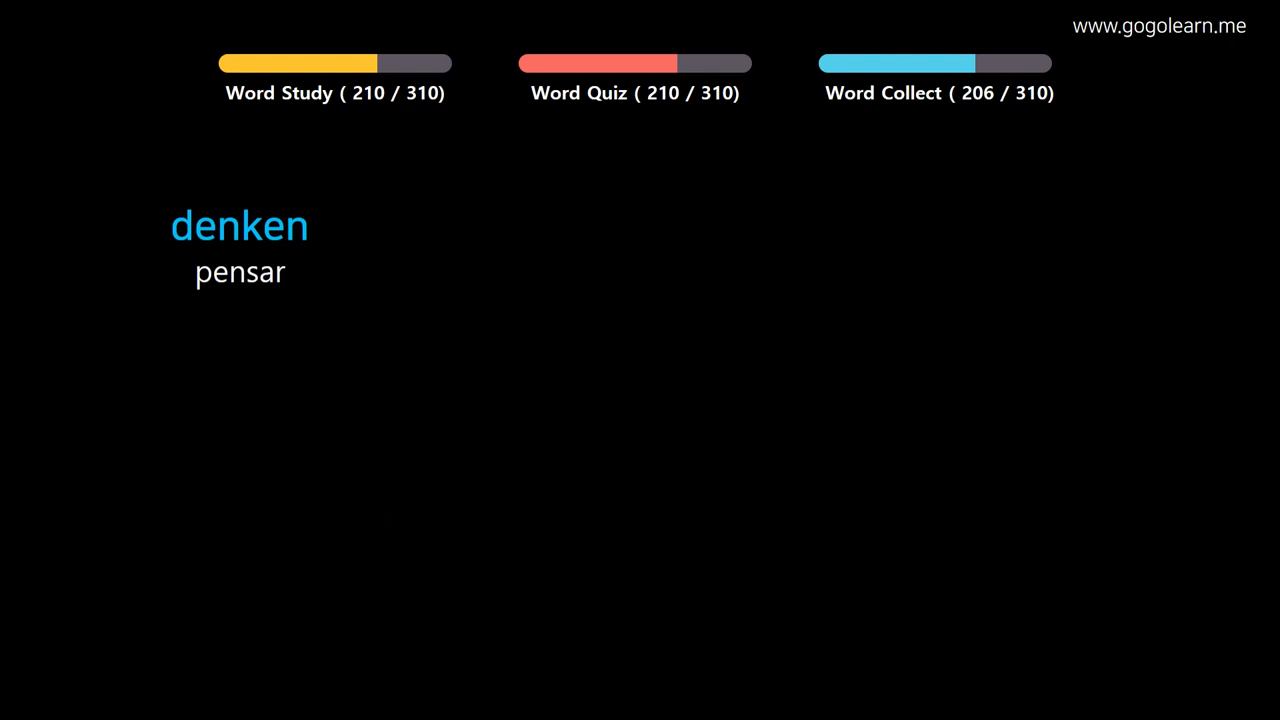 www.gogolearn.me
Word Study ( 210 / 310)
Word Quiz ( 210 / 310)
Word Collect ( 206 / 310)
denken
pensar